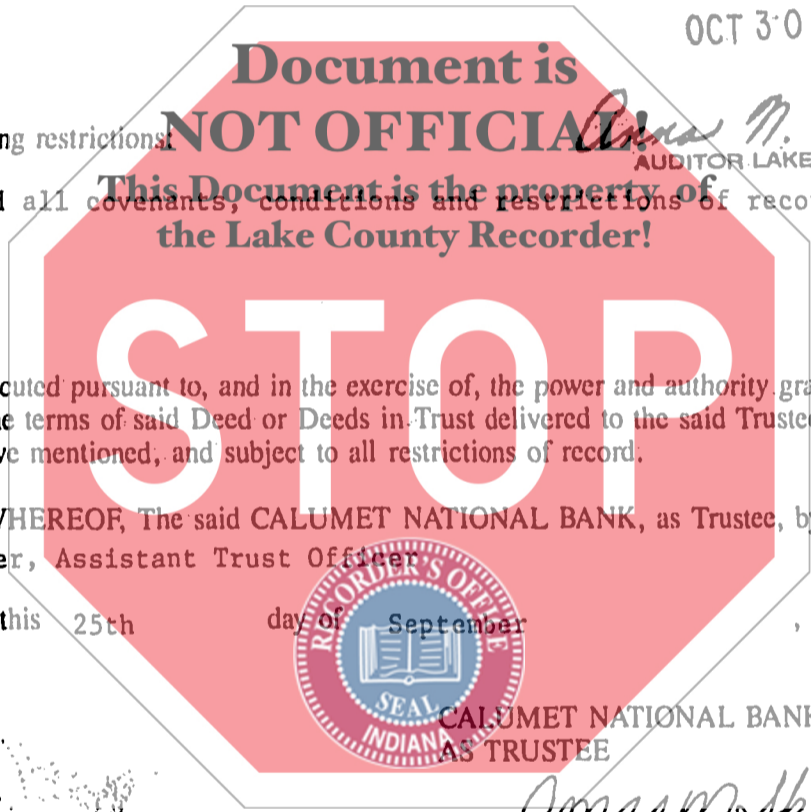 OCT 30
Document is
NOT OFFICIAL!
Anna N.
ng restrictions:
AUDITOR LAKE
This Document is the property of
all covenants, conditions and restrictions of reco
the Lake County Recorder!
STOP
cuted pursuant to, and in the exercise of, the power and authority gra
e terms of said Deed or Deeds in Trust delivered to the said Trustee
ve mentioned, and subject to all restrictions of record.
WHEREOF, The said CALUMET NATIONAL BANK, as Trustee, by
er, Assistant Trust Officer
this 25th day of September ,
RECORDER'S OFFICE
SEAL
INDIANA
CALUMET NATIONAL BANK
AS TRUSTEE